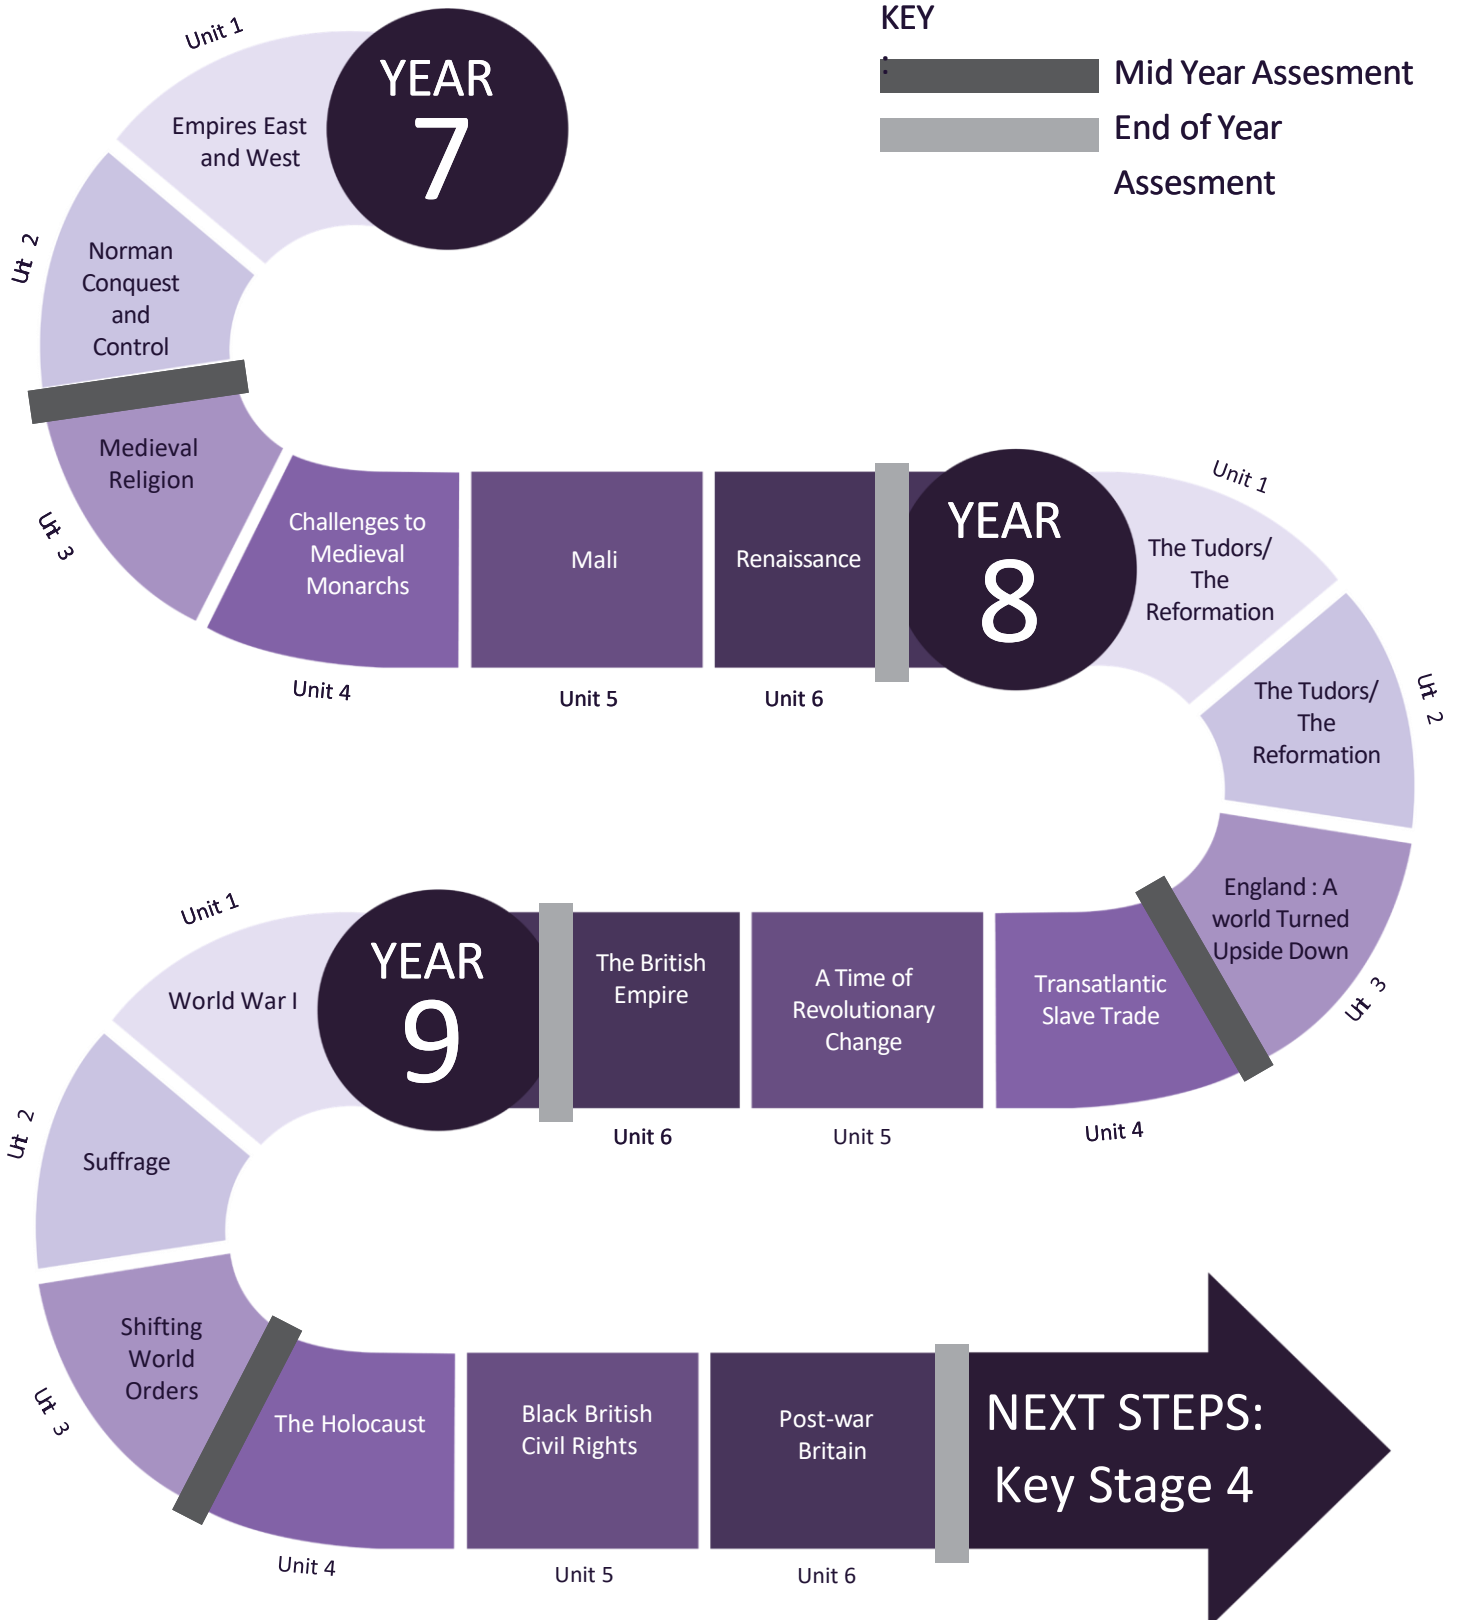 KEY
:
Mid Year Assesment
End of Year
Assesment
YEAR
7
Unit 1
Empires East
and West
Unit 2
Norman
Conquest
and
Control
Unit 3
Medieval
Religion
Challenges to
Medieval
Monarchs
Unit 4
Mali
Unit 5
Renaissance
Unit 6
YEAR
8
Unit 1
The Tudors/
The
Reformation
Unit 2
The Tudors/
The
Reformation
Unit 3
England : A
world Turned
Upside Down
Transatlantic
Slave Trade
Unit 4
A Time of
Revolutionary
Change
Unit 5
The British
Empire
Unit 6
YEAR
9
Unit 1
World War I
Unit 2
Suffrage
Unit 3
Shifting
World
Orders
The Holocaust
Unit 4
Black British
Civil Rights
Unit 5
Post-war
Britain
Unit 6
NEXT STEPS:
Key Stage 4